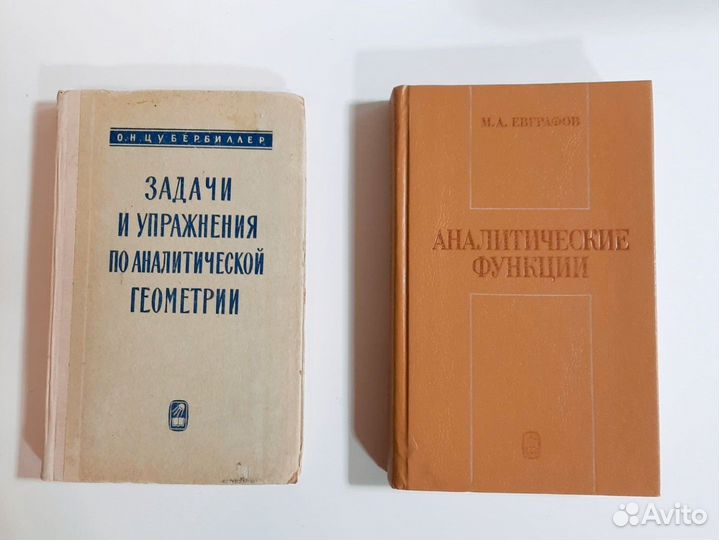 О.Н.ЦУБЕРБИЛЛЕР
ЗАДАЧИ
И УПРАЖНЕНИЯ
ПО АНАЛИТИЧЕСКОЙ
ГЕОМЕТРИИ
М.А. ЕВГРАФОВ
АНАЛИТИЧЕСКИЕ
ФУНКЦИИ
Avito